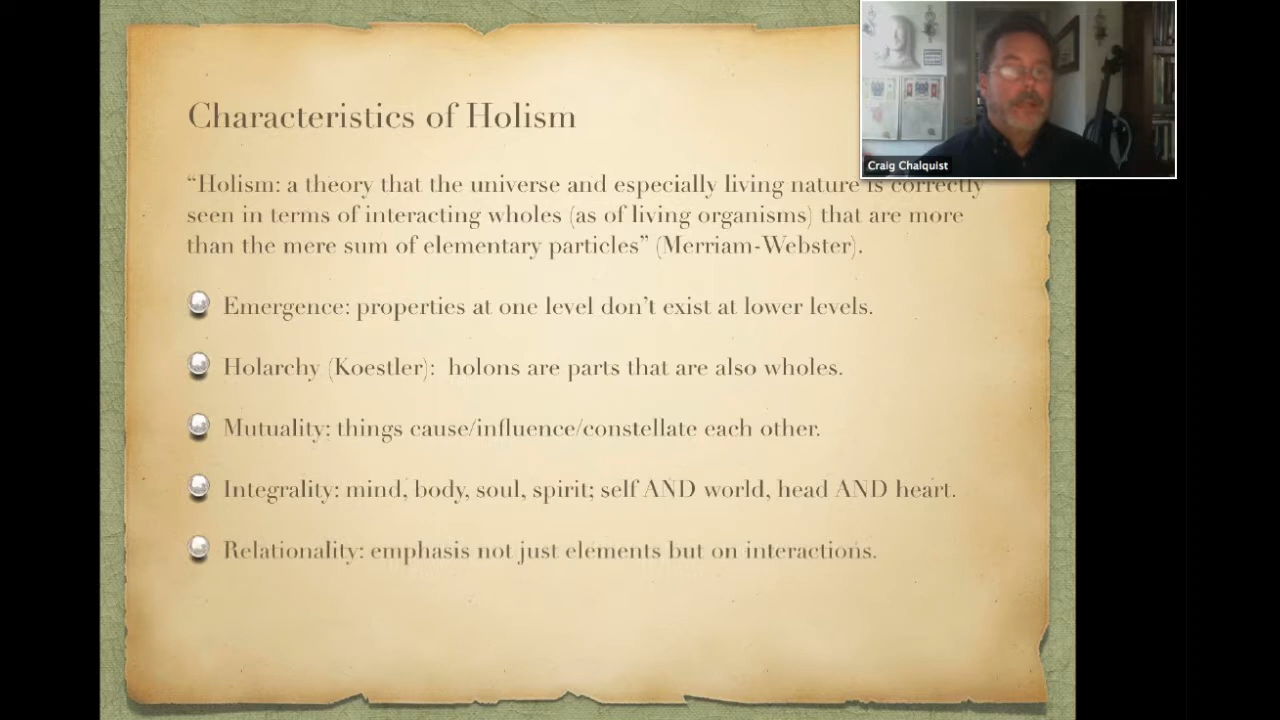 Characteristics of Holism
“Holism: a theory that the universe and especially living nature is correctly
seen in terms of interacting wholes (as of living organisms) that are more
than the mere sum of elementary particles” (Merriam-Webster).
Emergence: properties at one level don’t exist at lower levels.
Holarchy (Koestler):  holons are parts that are also wholes.
Mutuality: things cause/influence/constellate each other.
Integrality: mind, body, soul, spirit; self AND world, head AND heart.
Relationality: emphasis not just elements but on interactions.
Craig Chalquist